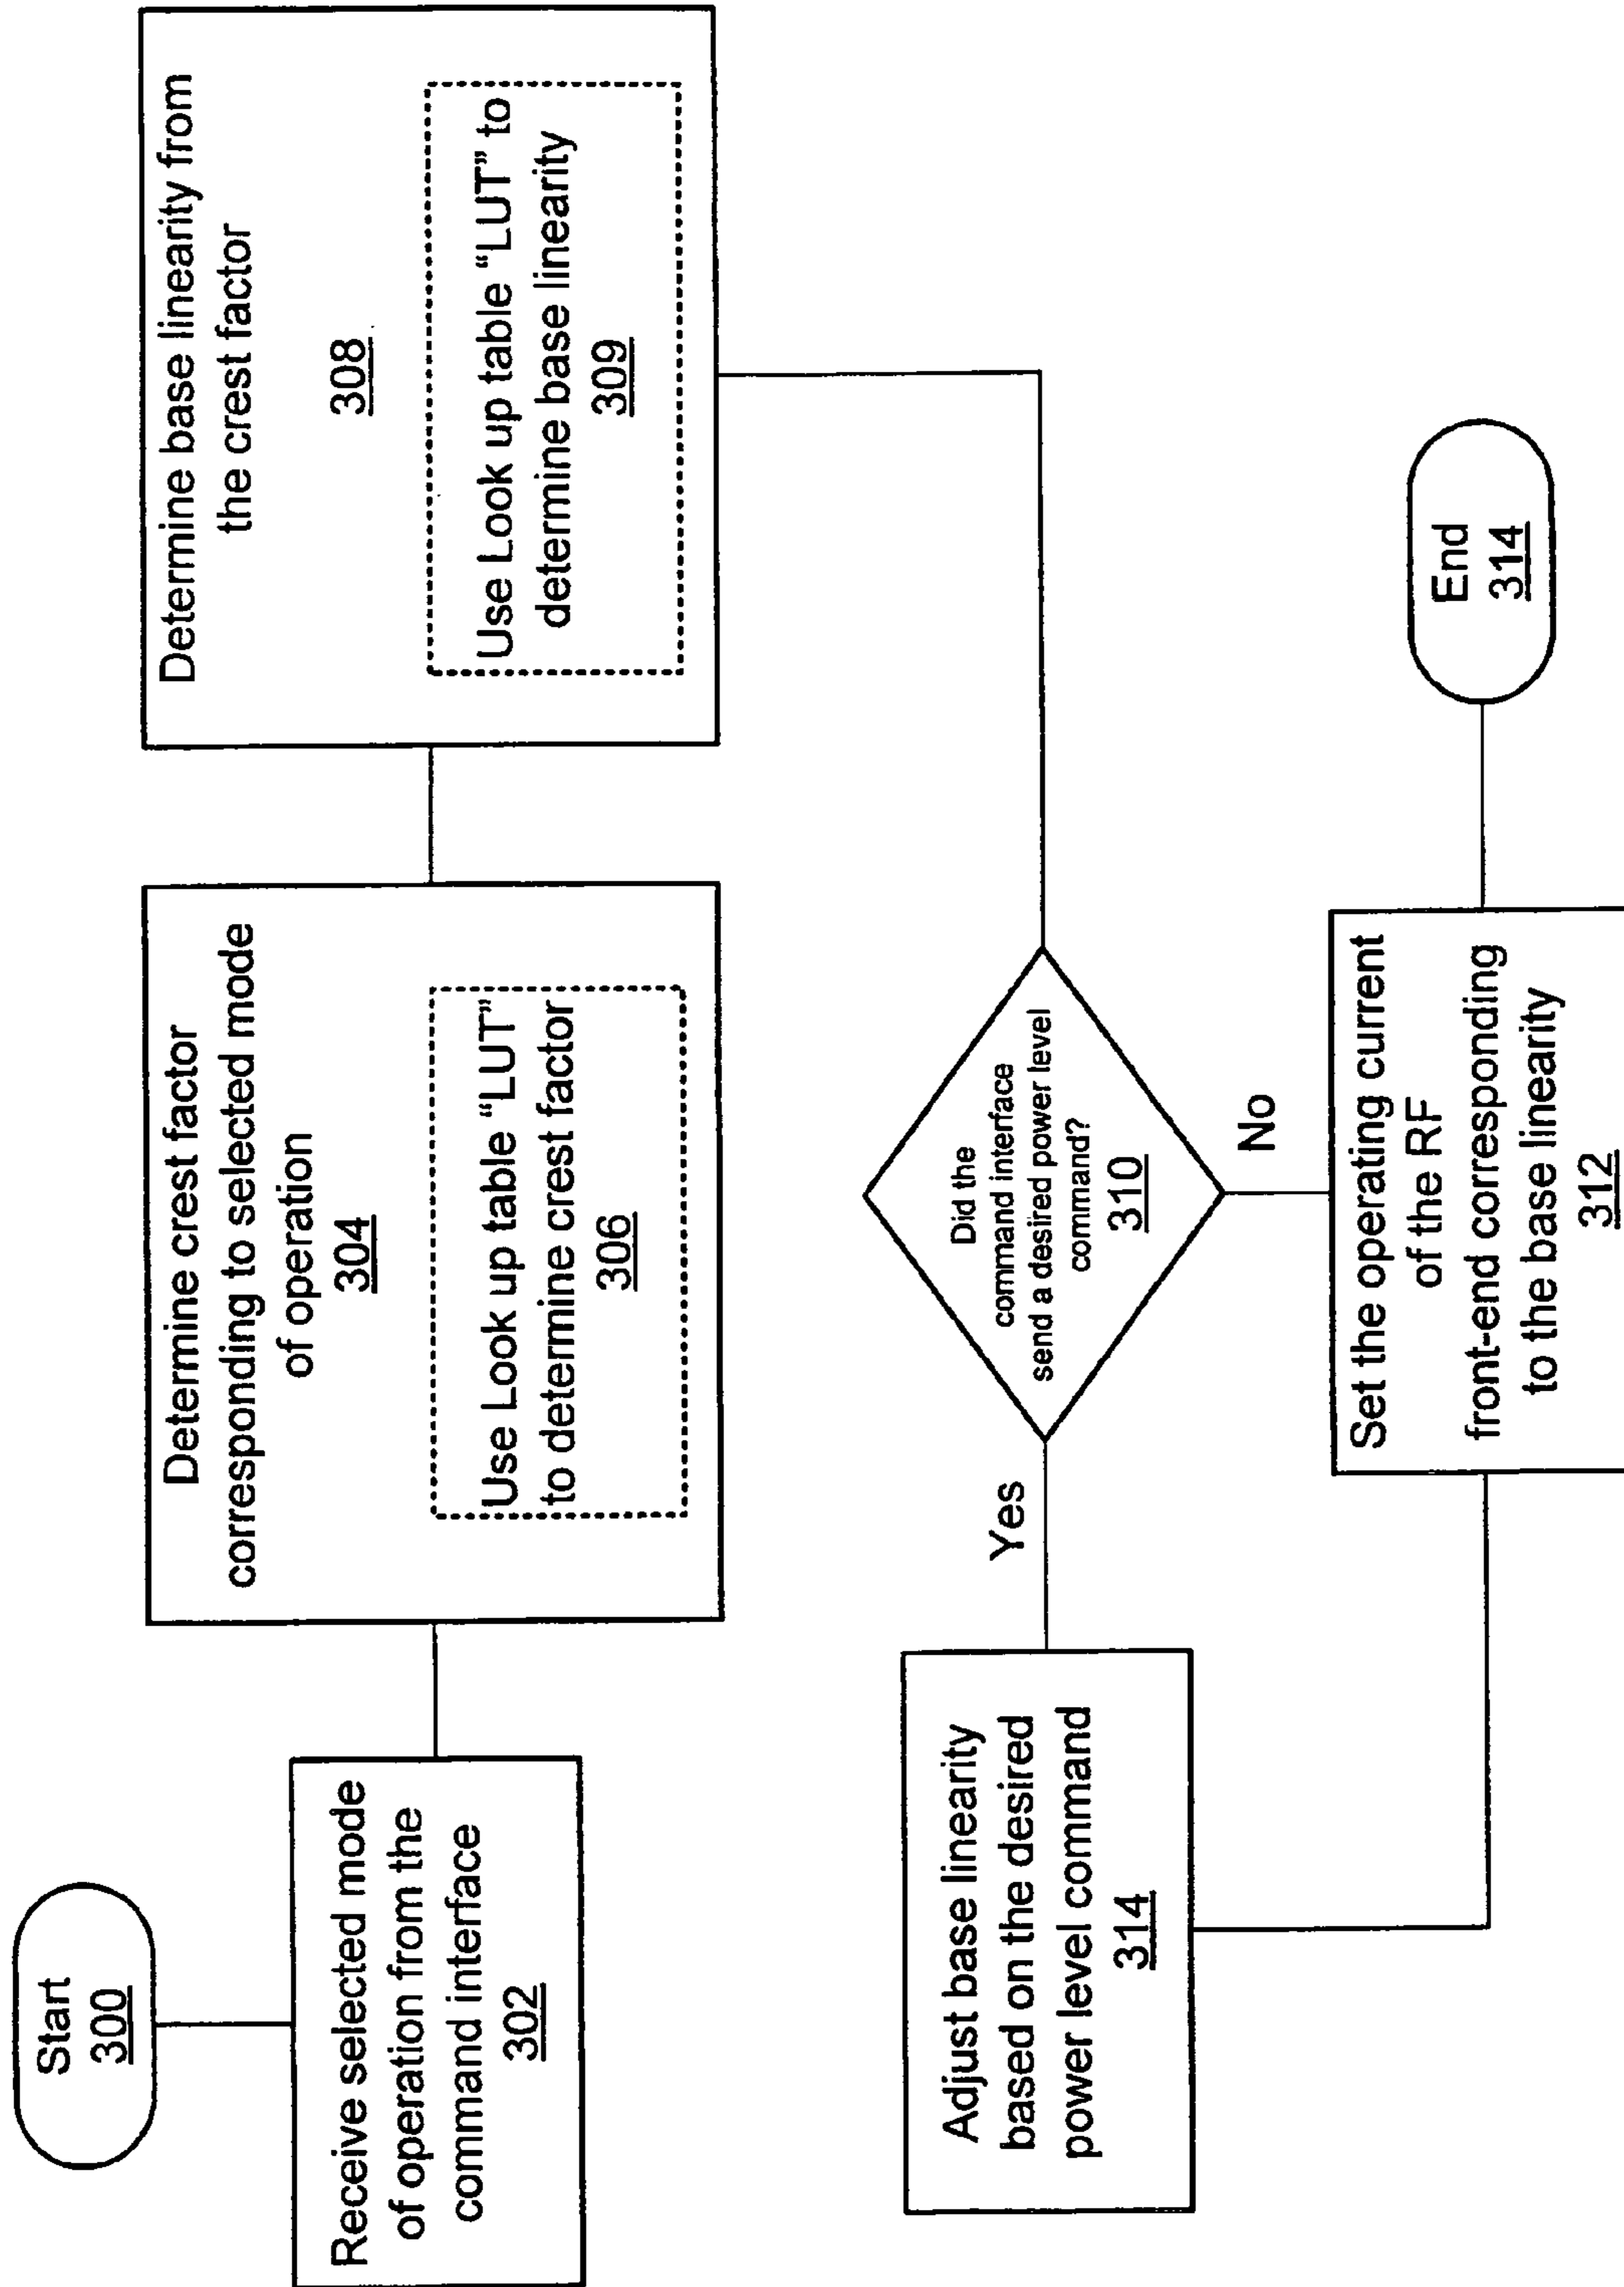 Start
300
Receive selected mode
of operation from the
command interface
302
Determine crest factor
corresponding to selected mode
of operation
304
Use Look up table “LUT”
to determine crest factor
306
Determine base linearity from
the crest factor
308
Use Look up table “LUT” to
determine base linearity
309
Did the
command interface
send a desired power level
command?
310
Yes
No
Adjust base linearity
based on the desired
power level command
314
Set the operating current
of the RF
front-end corresponding
to the base linearity
312
End
314